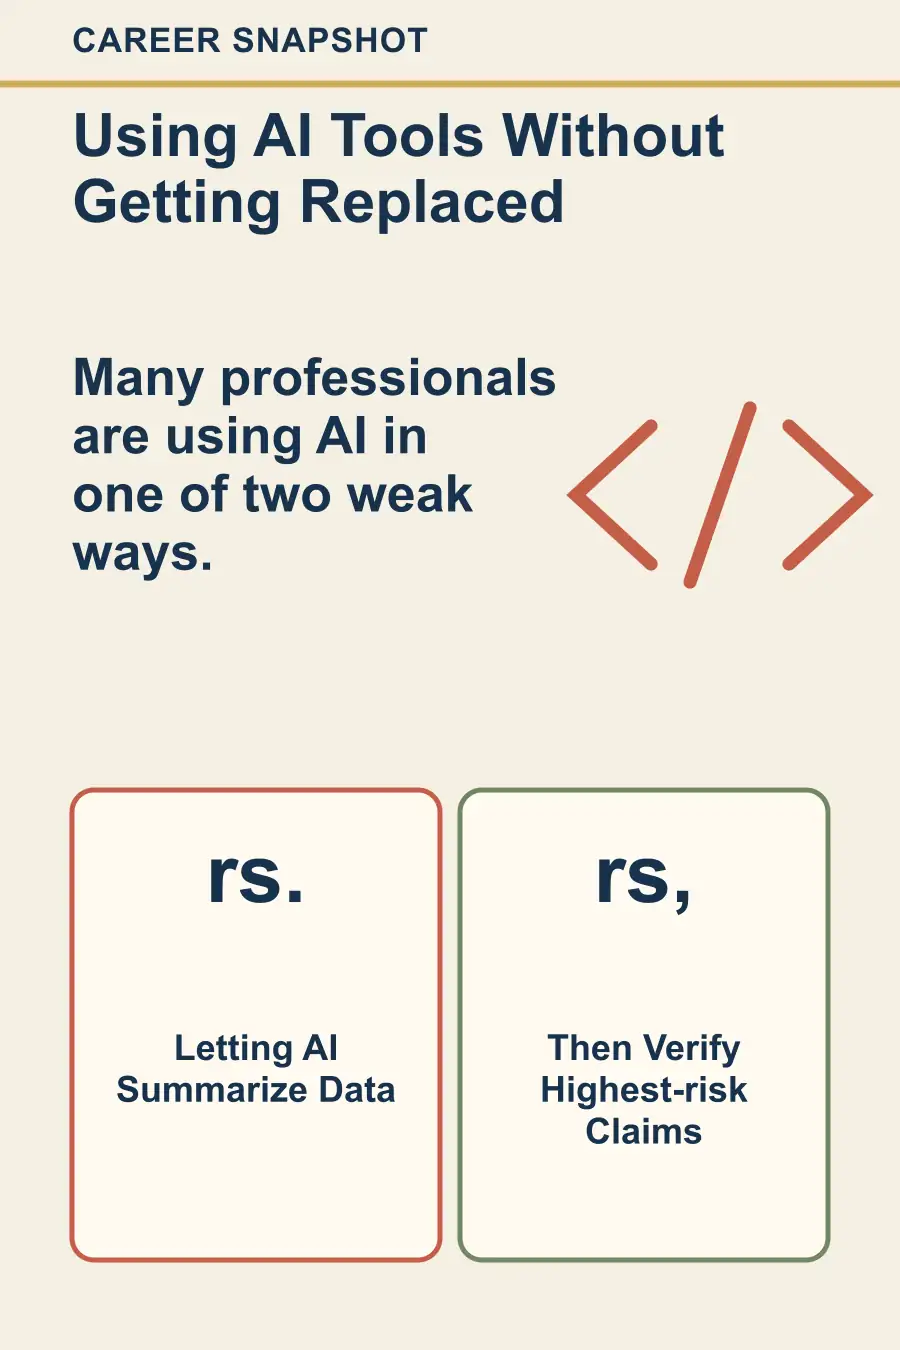 CAREER SNAPSHOT
Using AI Tools Without
Getting Replaced
Many professionals
are using AI in
one of two weak
ways.
rs.
Letting AI
Summarize Data
rs,
Then Verify
Highest-risk
Claims